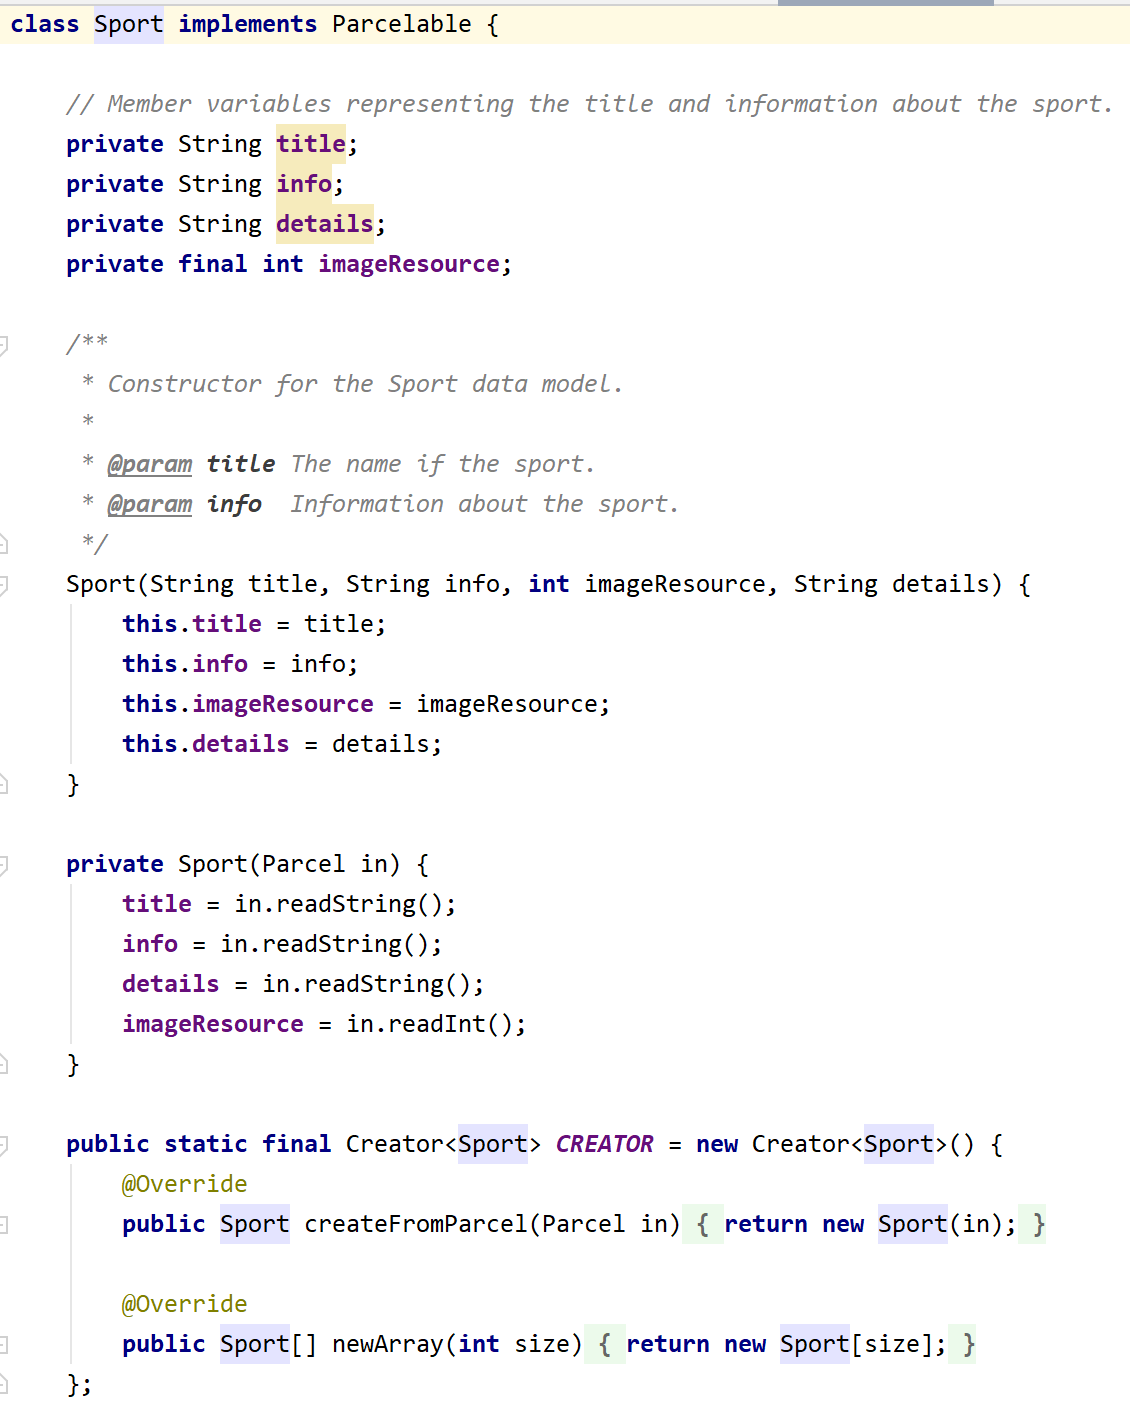 class Sport implements Parcelable {
// Member variables representing the title and information about the sport.
private String title;
private String info;
private String details;
private final int imageResource;
/**
* Constructor for the Sport data model.
*
* @param title The name if the sport.
* @param info  Information about the sport.
*/
Sport(String title, String info, int imageResource, String details) {
this.title = title;
this.info = info;
this.imageResource = imageResource;
this.details = details;
}
private Sport(Parcel in) {
title = in.readString();
info = in.readString();
details = in.readString();
imageResource = in.readInt();
}
public static final Creator<Sport> CREATOR = new Creator<Sport>() {
@Override
public Sport createFromParcel(Parcel in) { return new Sport(in); }
@Override
public Sport[] newArray(int size) { return new Sport[size]; }
};